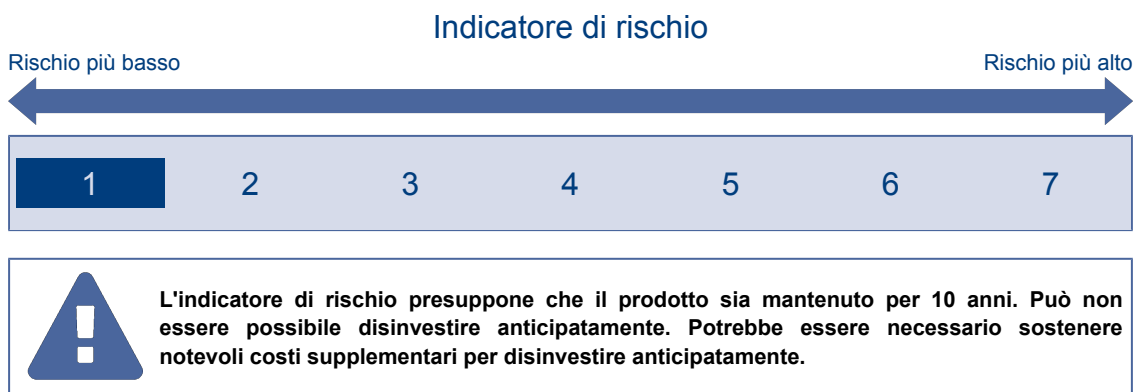 Indicatore di rischio
Rischio più basso
Rischio più alto
1 2 3 4 5 6 7
L'indicatore di rischio presuppone che il prodotto sia mantenuto per 10 anni. Può non
essere possibile disinvestire anticipatamente. Potrebbe essere necessario sostenere
notevoli costi supplementari per disinvestire anticipatamente.